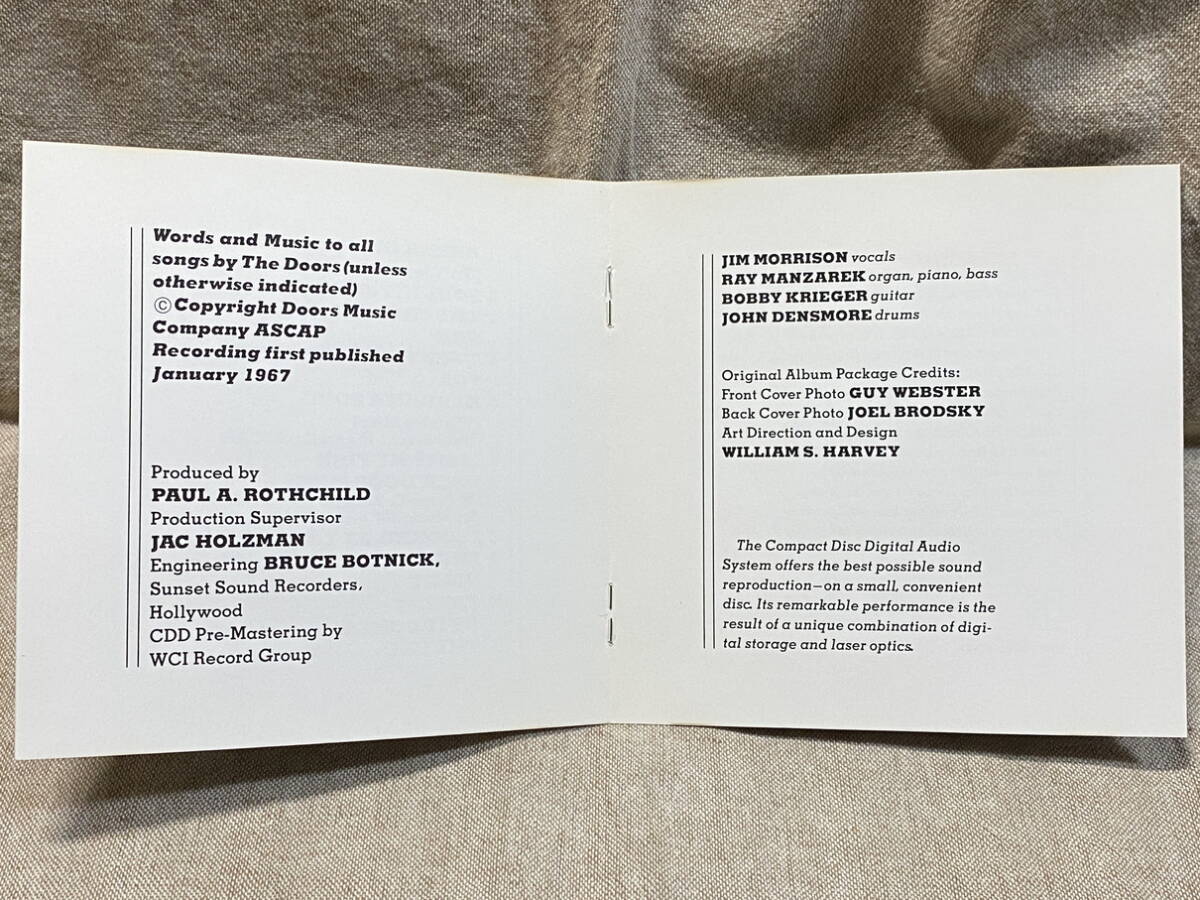 Words and Music to all
songs by The Doors (unless
otherwise indicated)
©Copyright Doors Music
Company ASCAP
Recording first published
January 1967
Produced by
PAUL A. ROTHCHILD
Production Supervisor
JAC HOLZMAN
Engineering BRUCE BOTNICK,
Sunset Sound Recorders,
Hollywood
CDD Pre-Mastering by
WCI Record Group
JIM MORRISON vocals
RAY MANZAREK organ, piano, bass
BOBBY KRIEGER guitar
JOHN DENSMORE drums
Original Album Package Credits:
Front Cover Photo GUY WEBSTER
Back Cover Photo JOEL BRODSKY
Art Direction and Design
WILLIAM S. HARVEY
The Compact Disc Digital Audio
System offers the best possible sound
reproduction—on a small, convenient
disc. Its remarkable performance is the
result of a unique combination of digi-
tal storage and laser optics.